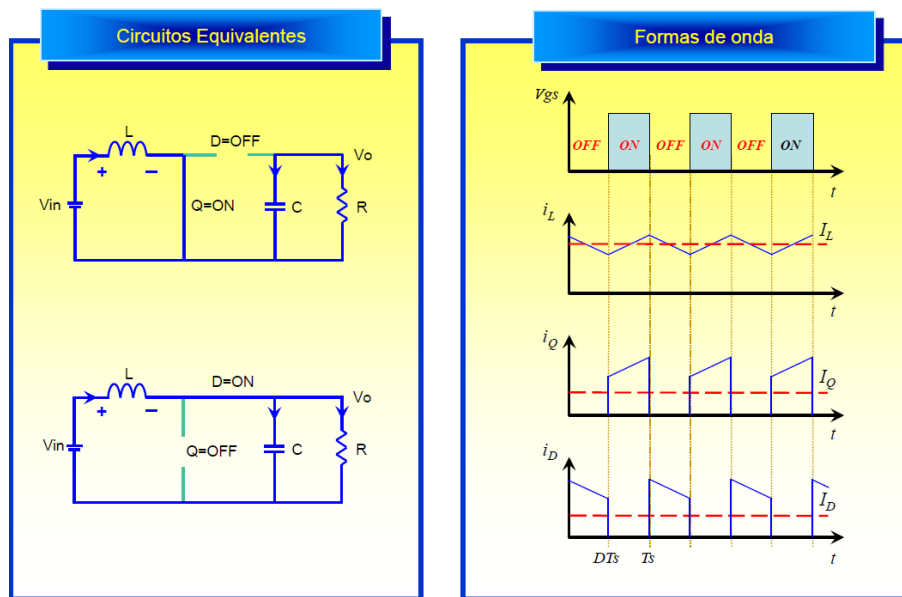 Circuitos Equivalentes
L
D=OFF
Vo
+
−
Vin
Q=ON
C
R
L
D=ON
Vo
+
−
Vin
Q=OFF
C
R
Formas de onda
Vgs
OFF ON OFF ON OFF ON
t
iL
IL
t
iQ
IQ
t
iD
ID
DTs Ts t